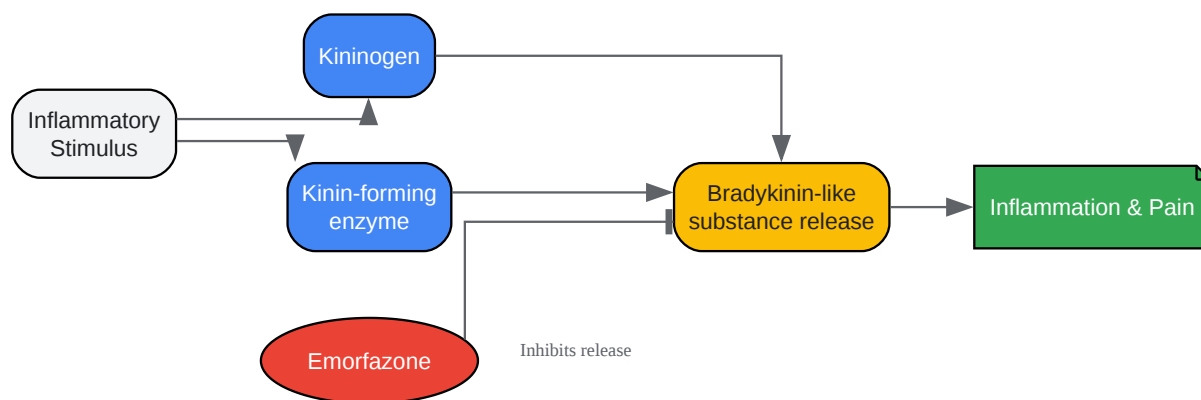 Kininogen
Inflammatory
Stimulus
Kinin-forming
enzyme
Bradykinin-like
substance release
Inflammation & Pain
Emorfazone
Inhibits release